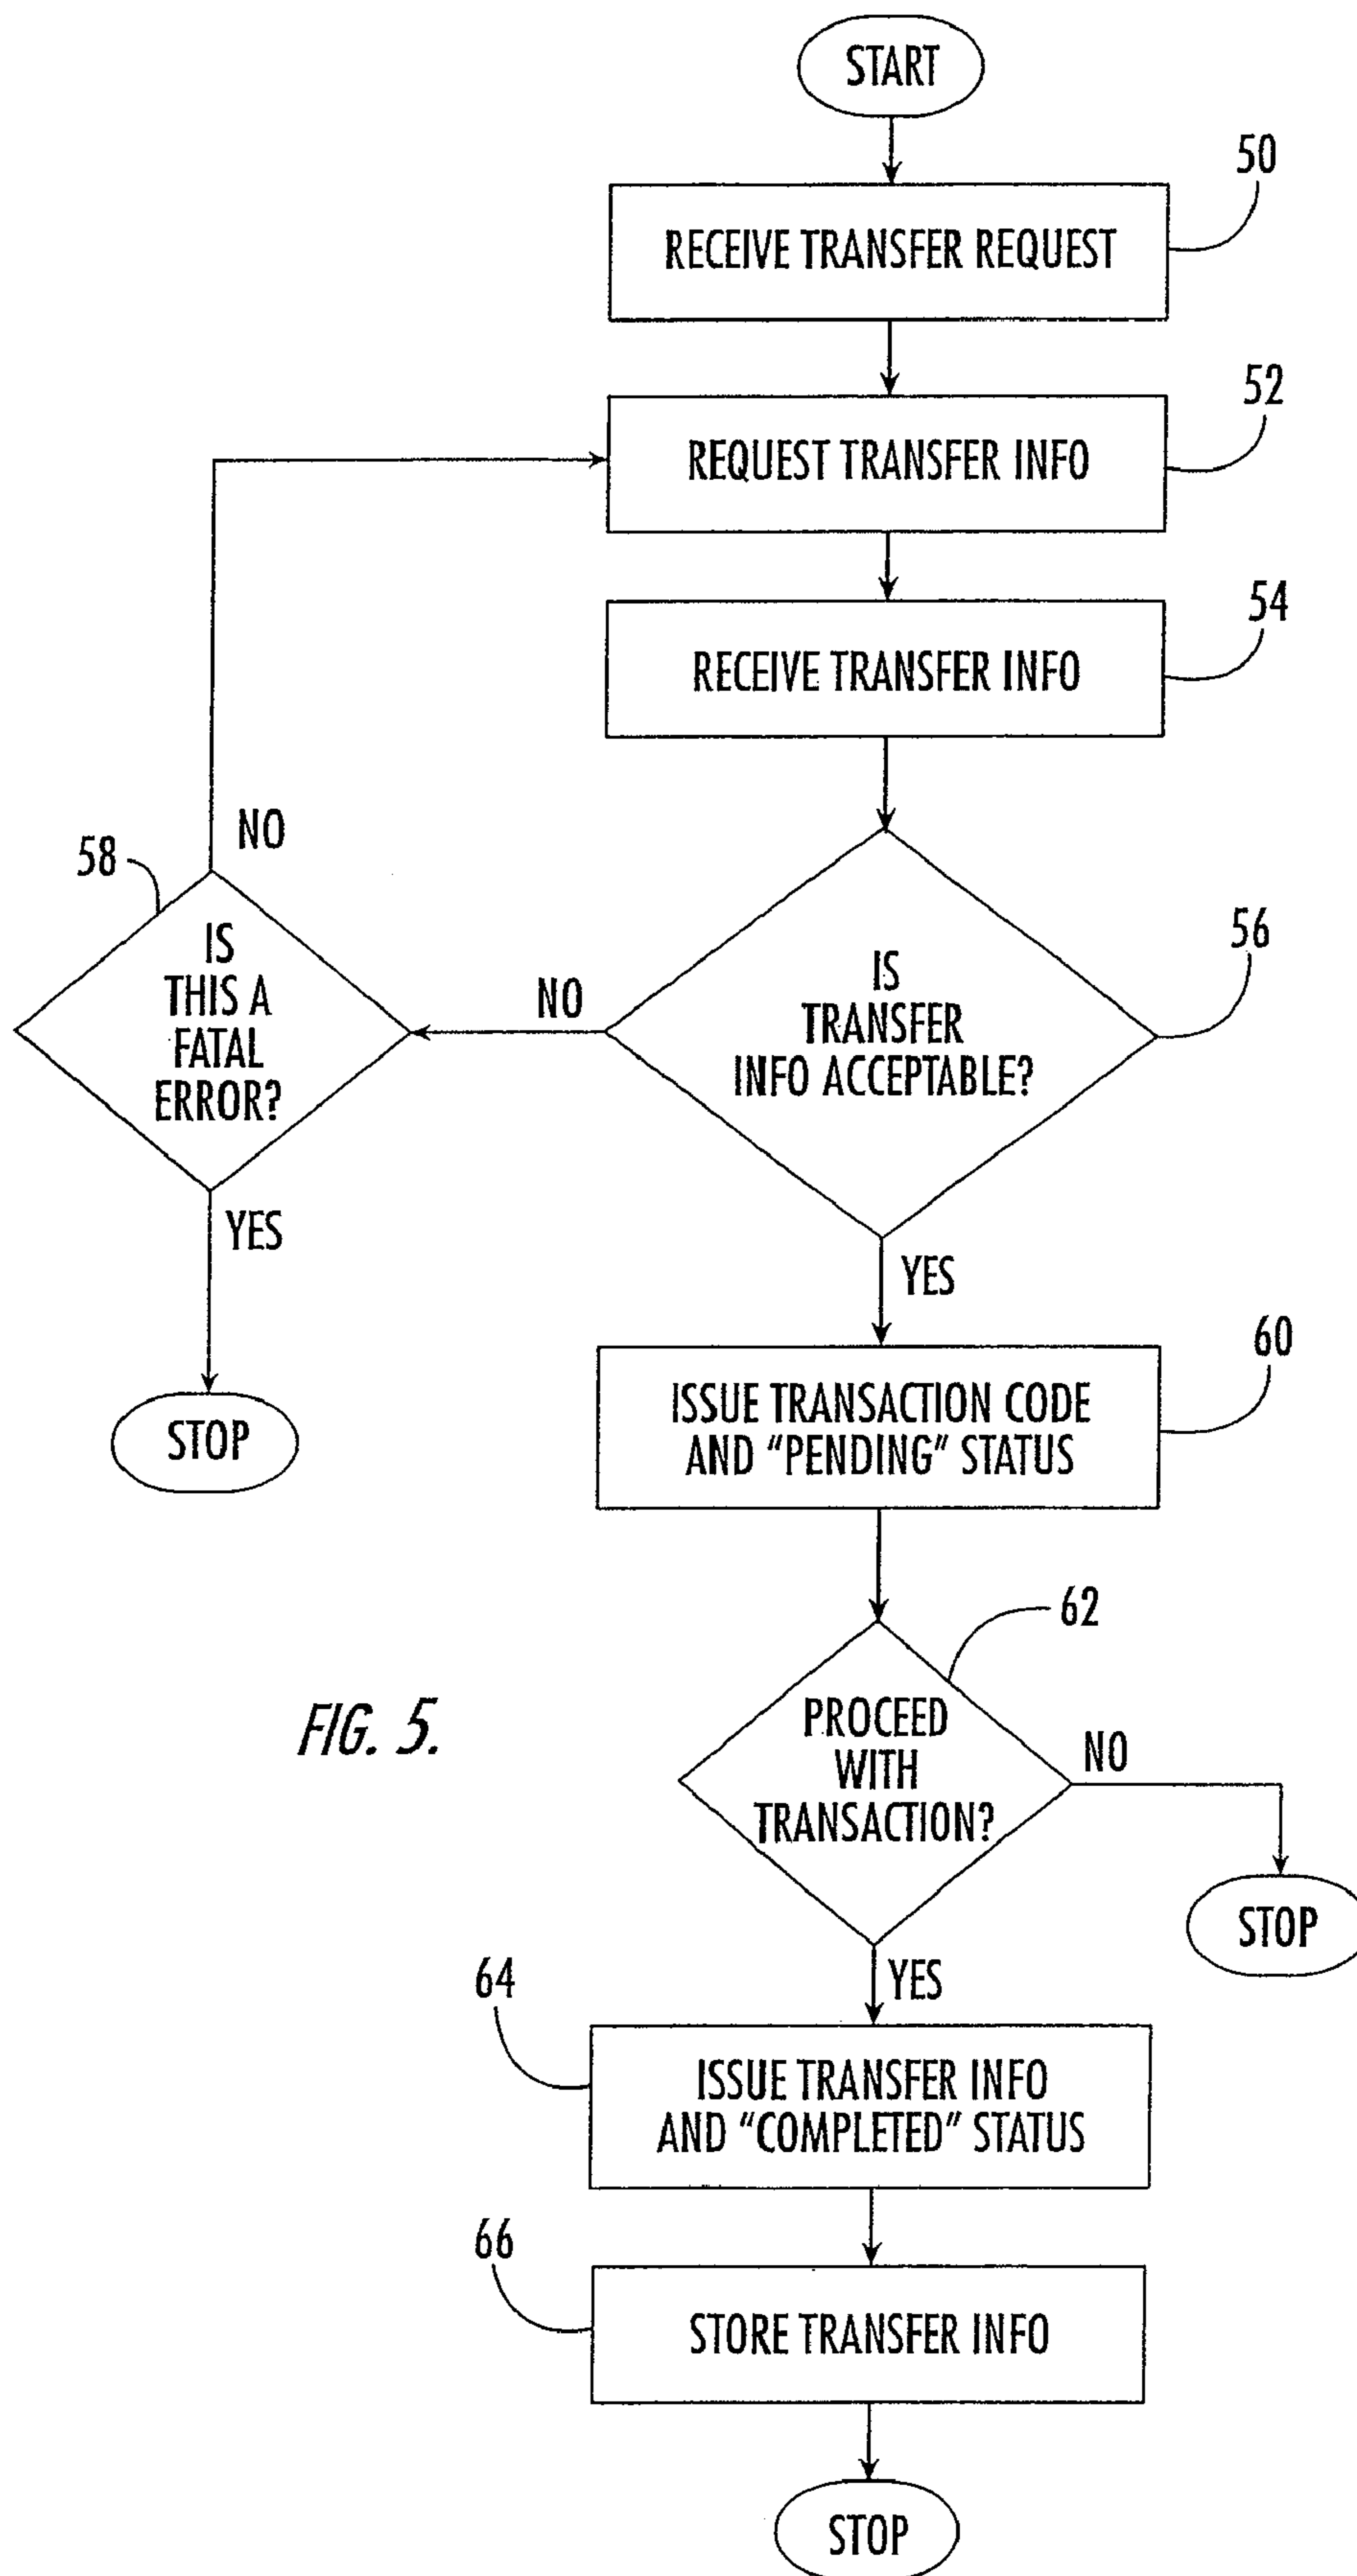 START
50
RECEIVE TRANSFER REQUEST
52
REQUEST TRANSFER INFO
54
RECEIVE TRANSFER INFO
NO
58
IS
THIS A
FATAL
ERROR?
NO
56
IS
TRANSFER
INFO ACCEPTABLE?
YES
STOP
YES
60
ISSUE TRANSACTION CODE
AND “PENDING” STATUS
62
FIG. 5.
PROCEED
WITH
TRANSACTION?
NO
STOP
YES
64
ISSUE TRANSFER INFO
AND “COMPLETED” STATUS
66
STORE TRANSFER INFO
STOP